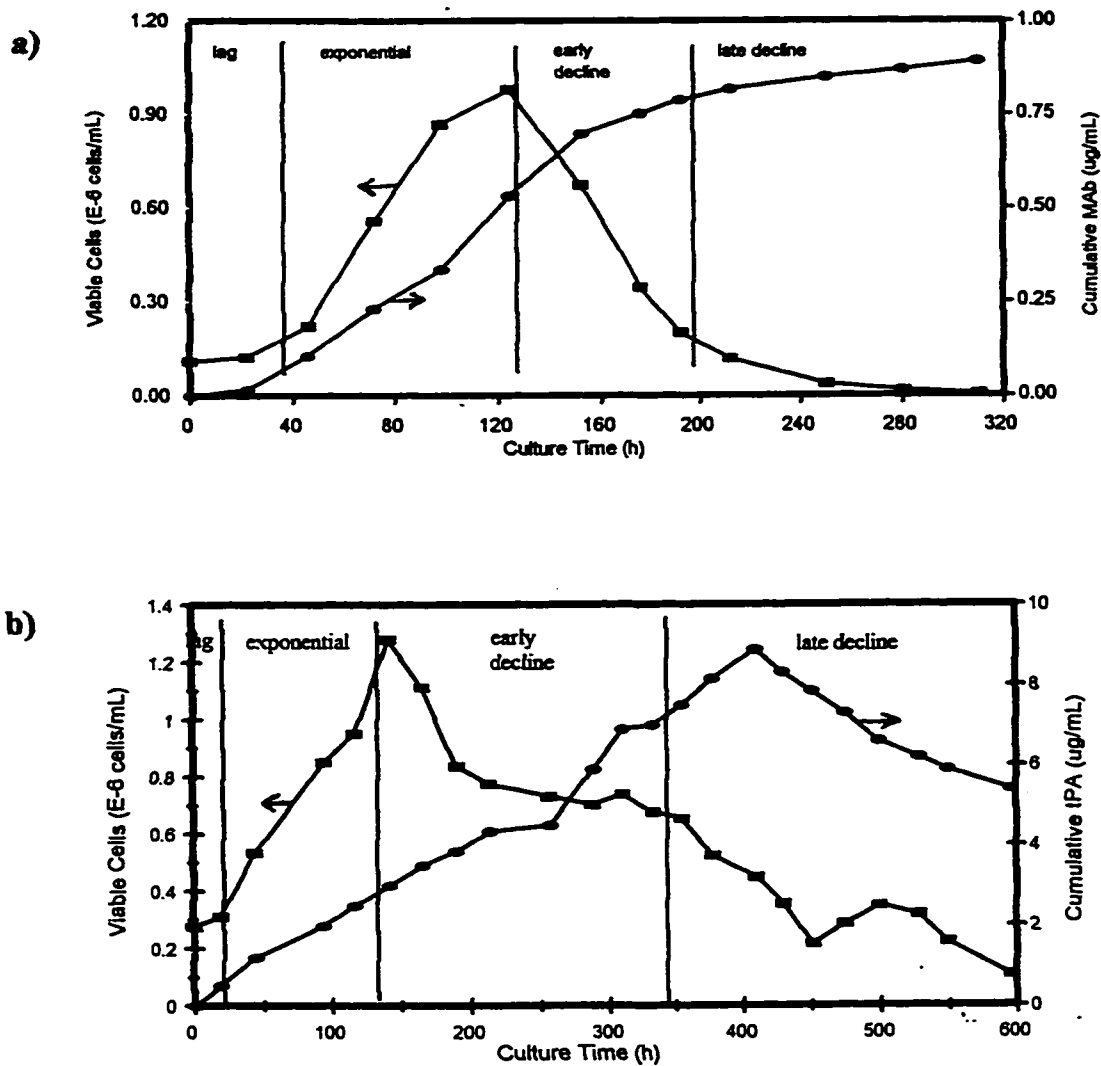 a)
lag
exponential
early
decline
late decline
1.20
0.90
0.60
0.30
0.00
Viable Cells (E-6 cells/mL)
1.00
0.75
0.50
0.25
0.00
Cumulative MAb (ug/mL)
0 40 80 120 160 200 240 280 320
Culture Time (h)
b)
exponential
early
decline
late decline
1.4
1.2
1
0.8
0.6
0.4
0.2
0
Viable Cells (E-6 cells/mL)
10
8
6
4
2
0
Cumulative tPA (ug/mL)
0 100 200 300 400 500 600
Culture Time (h)